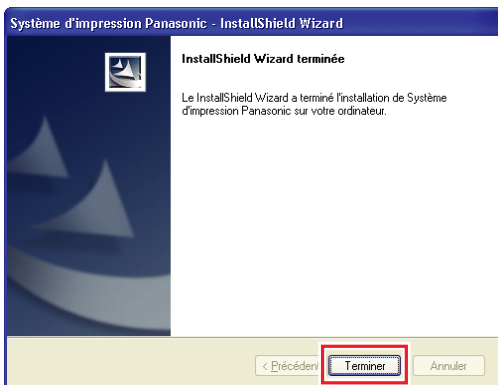 Système d'impression Panasonic - InstallShield Wizard
InstallShield Wizard terminée
Le InstallShield Wizard a terminé l'installation de Système
d'impression Panasonic sur votre ordinateur.
< Précéden Terminer Annuler